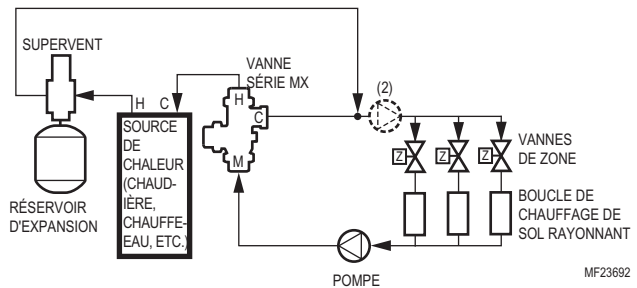 SUPERVENT
VANNE
SÉRIE MX
(2)
H C
H
C
M
SOURCE
DE
CHALEUR
(CHAUD-
IÈRE,
CHAUFFE-
EAU, ETC.)
Z
Z
Z
VANNES
DE ZONE
RÉSERVOIR
D'EXPANSION
BOUCLE DE
CHAUFFAGE DE
SOL RAYONNANT
POMPE
MF23692